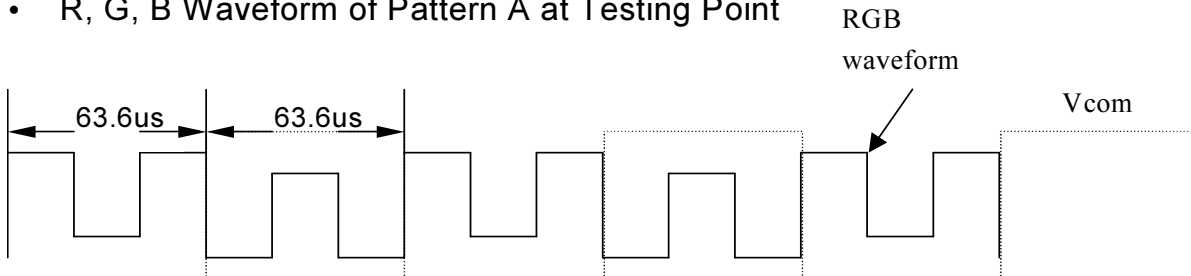 • R, G, B Waveform of Pattern A at Testing Point
RGB
waveform
63.6us
63.6us
Vcom